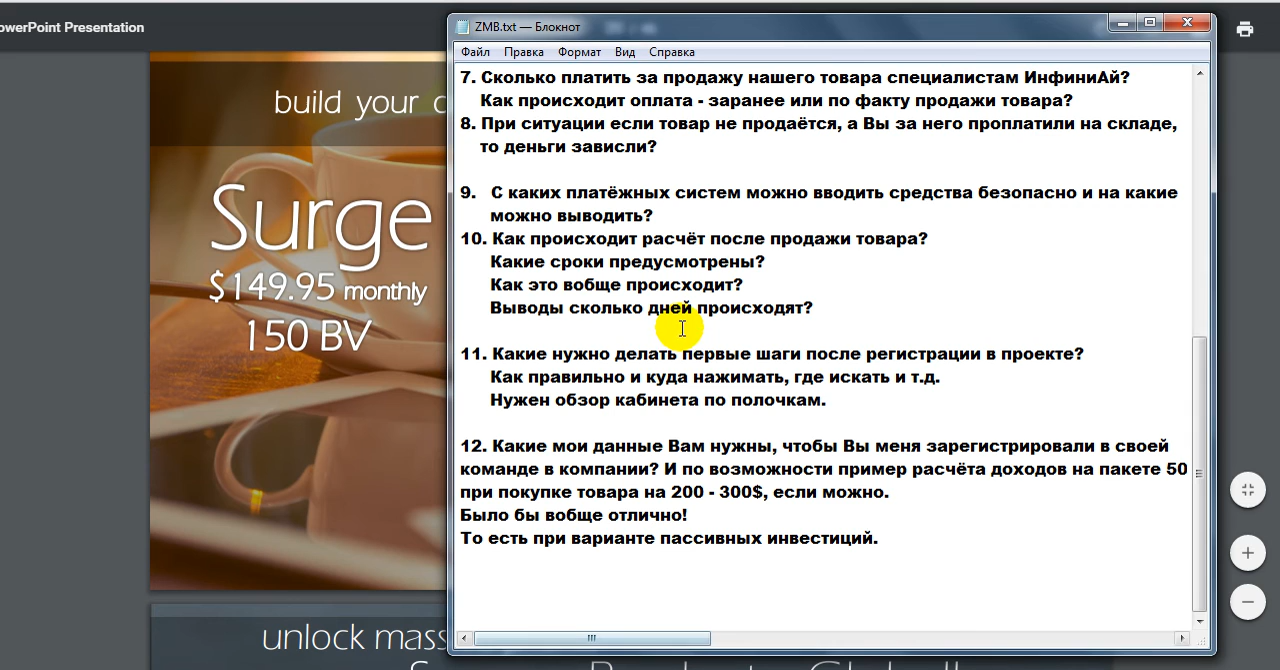 owerPoint Presentation
ZMB.txt — Блокнот
Файл Правка Формат Вид Справка
build your
Surge
$149.95 monthly
150 BV
unlock mass
7. Сколько платить за продажу нашего товара специалистам ИнфиниАй?
Как происходит оплата - заранее или по факту продажи товара?
8. При ситуации если товар не продаётся, а Вы за него проплатили на складе,
то деньги зависли?
9. С каких платёжных систем можно вводить средства безопасно и на какие
можно выводить?
10. Как происходит расчёт после продажи товара?
Какие сроки предусмотрены?
Как это вобще происходит?
Выводы сколько дней происходят?
11. Какие нужно делать первые шаги после регистрации в проекте?
Как правильно и куда нажимать, где искать и т.д.
Нужен обзор кабинета по полочкам.
12. Какие мои данные Вам нужны, чтобы Вы меня зарегистрировали в своей
команде в компании? И по возможности пример расчёта доходов на пакете 50
при покупке товара на 200 - 300$, если можно.
Было бы вобще отлично!
То есть при варианте пассивных инвестиций.